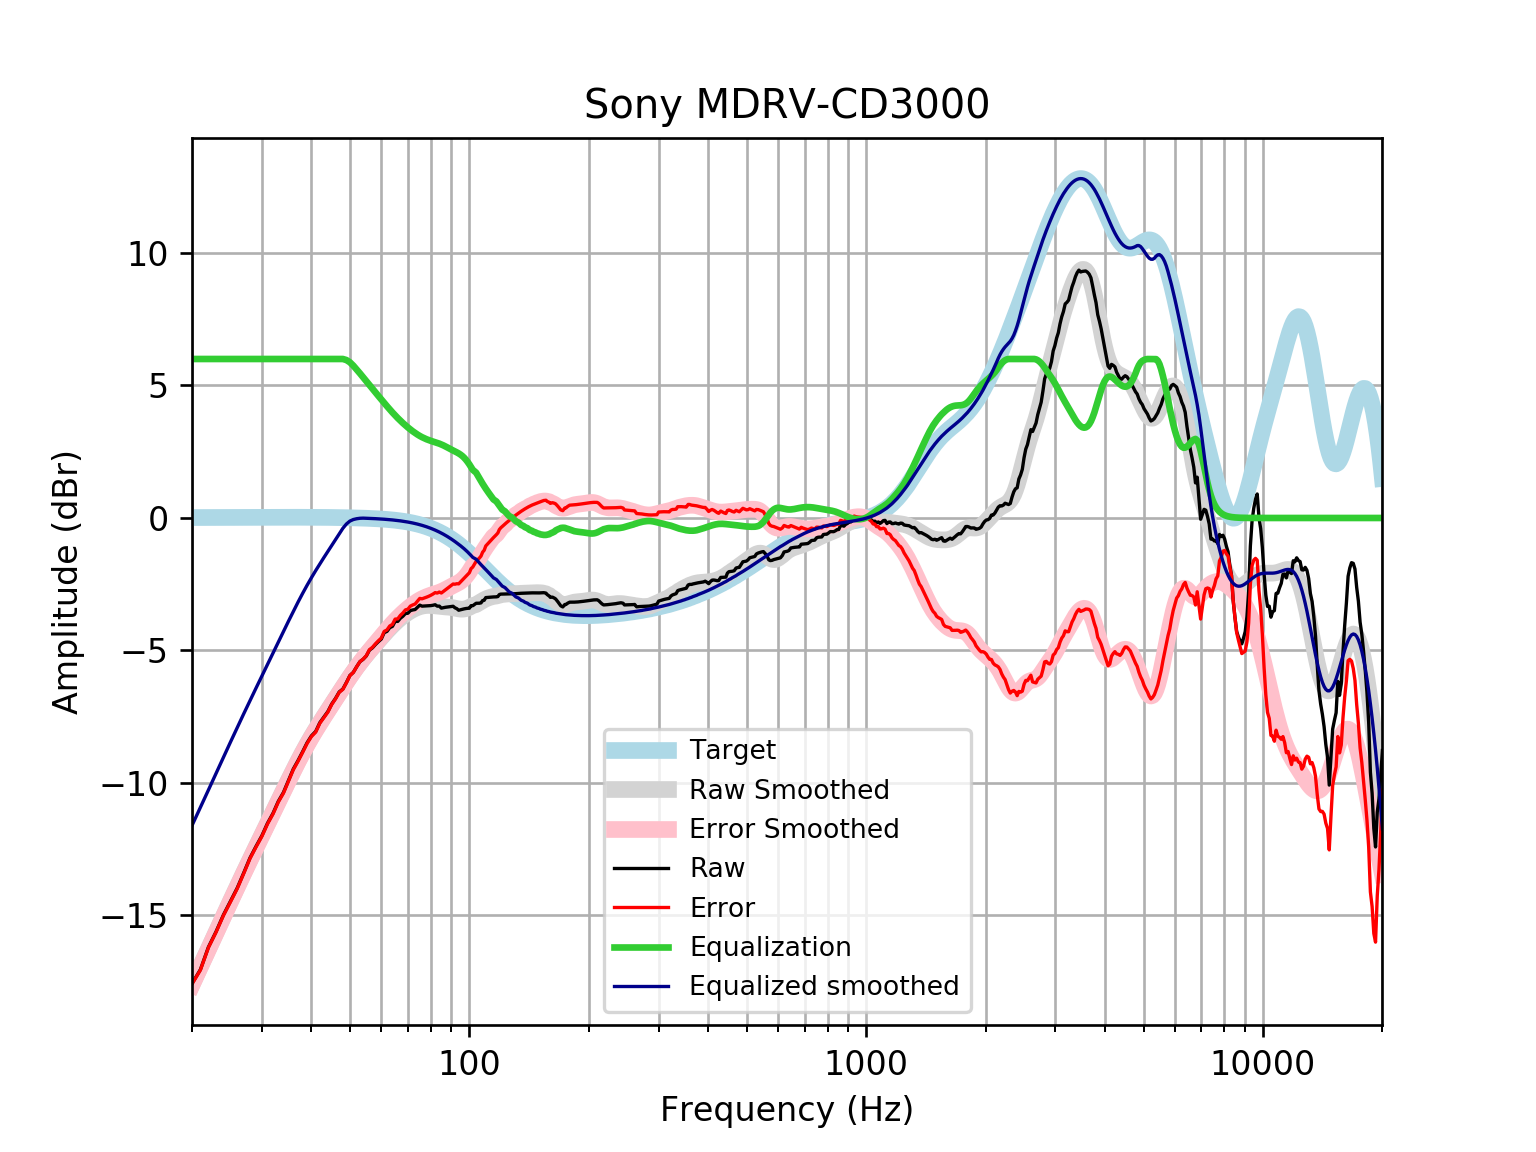 Sony MDRV-CD3000
Amplitude (dBr)
10
5
0
−5
−10
−15
Target
Raw Smoothed
Error Smoothed
Raw
Error
Equalization
Equalized smoothed
100
1000
10000
Frequency (Hz)